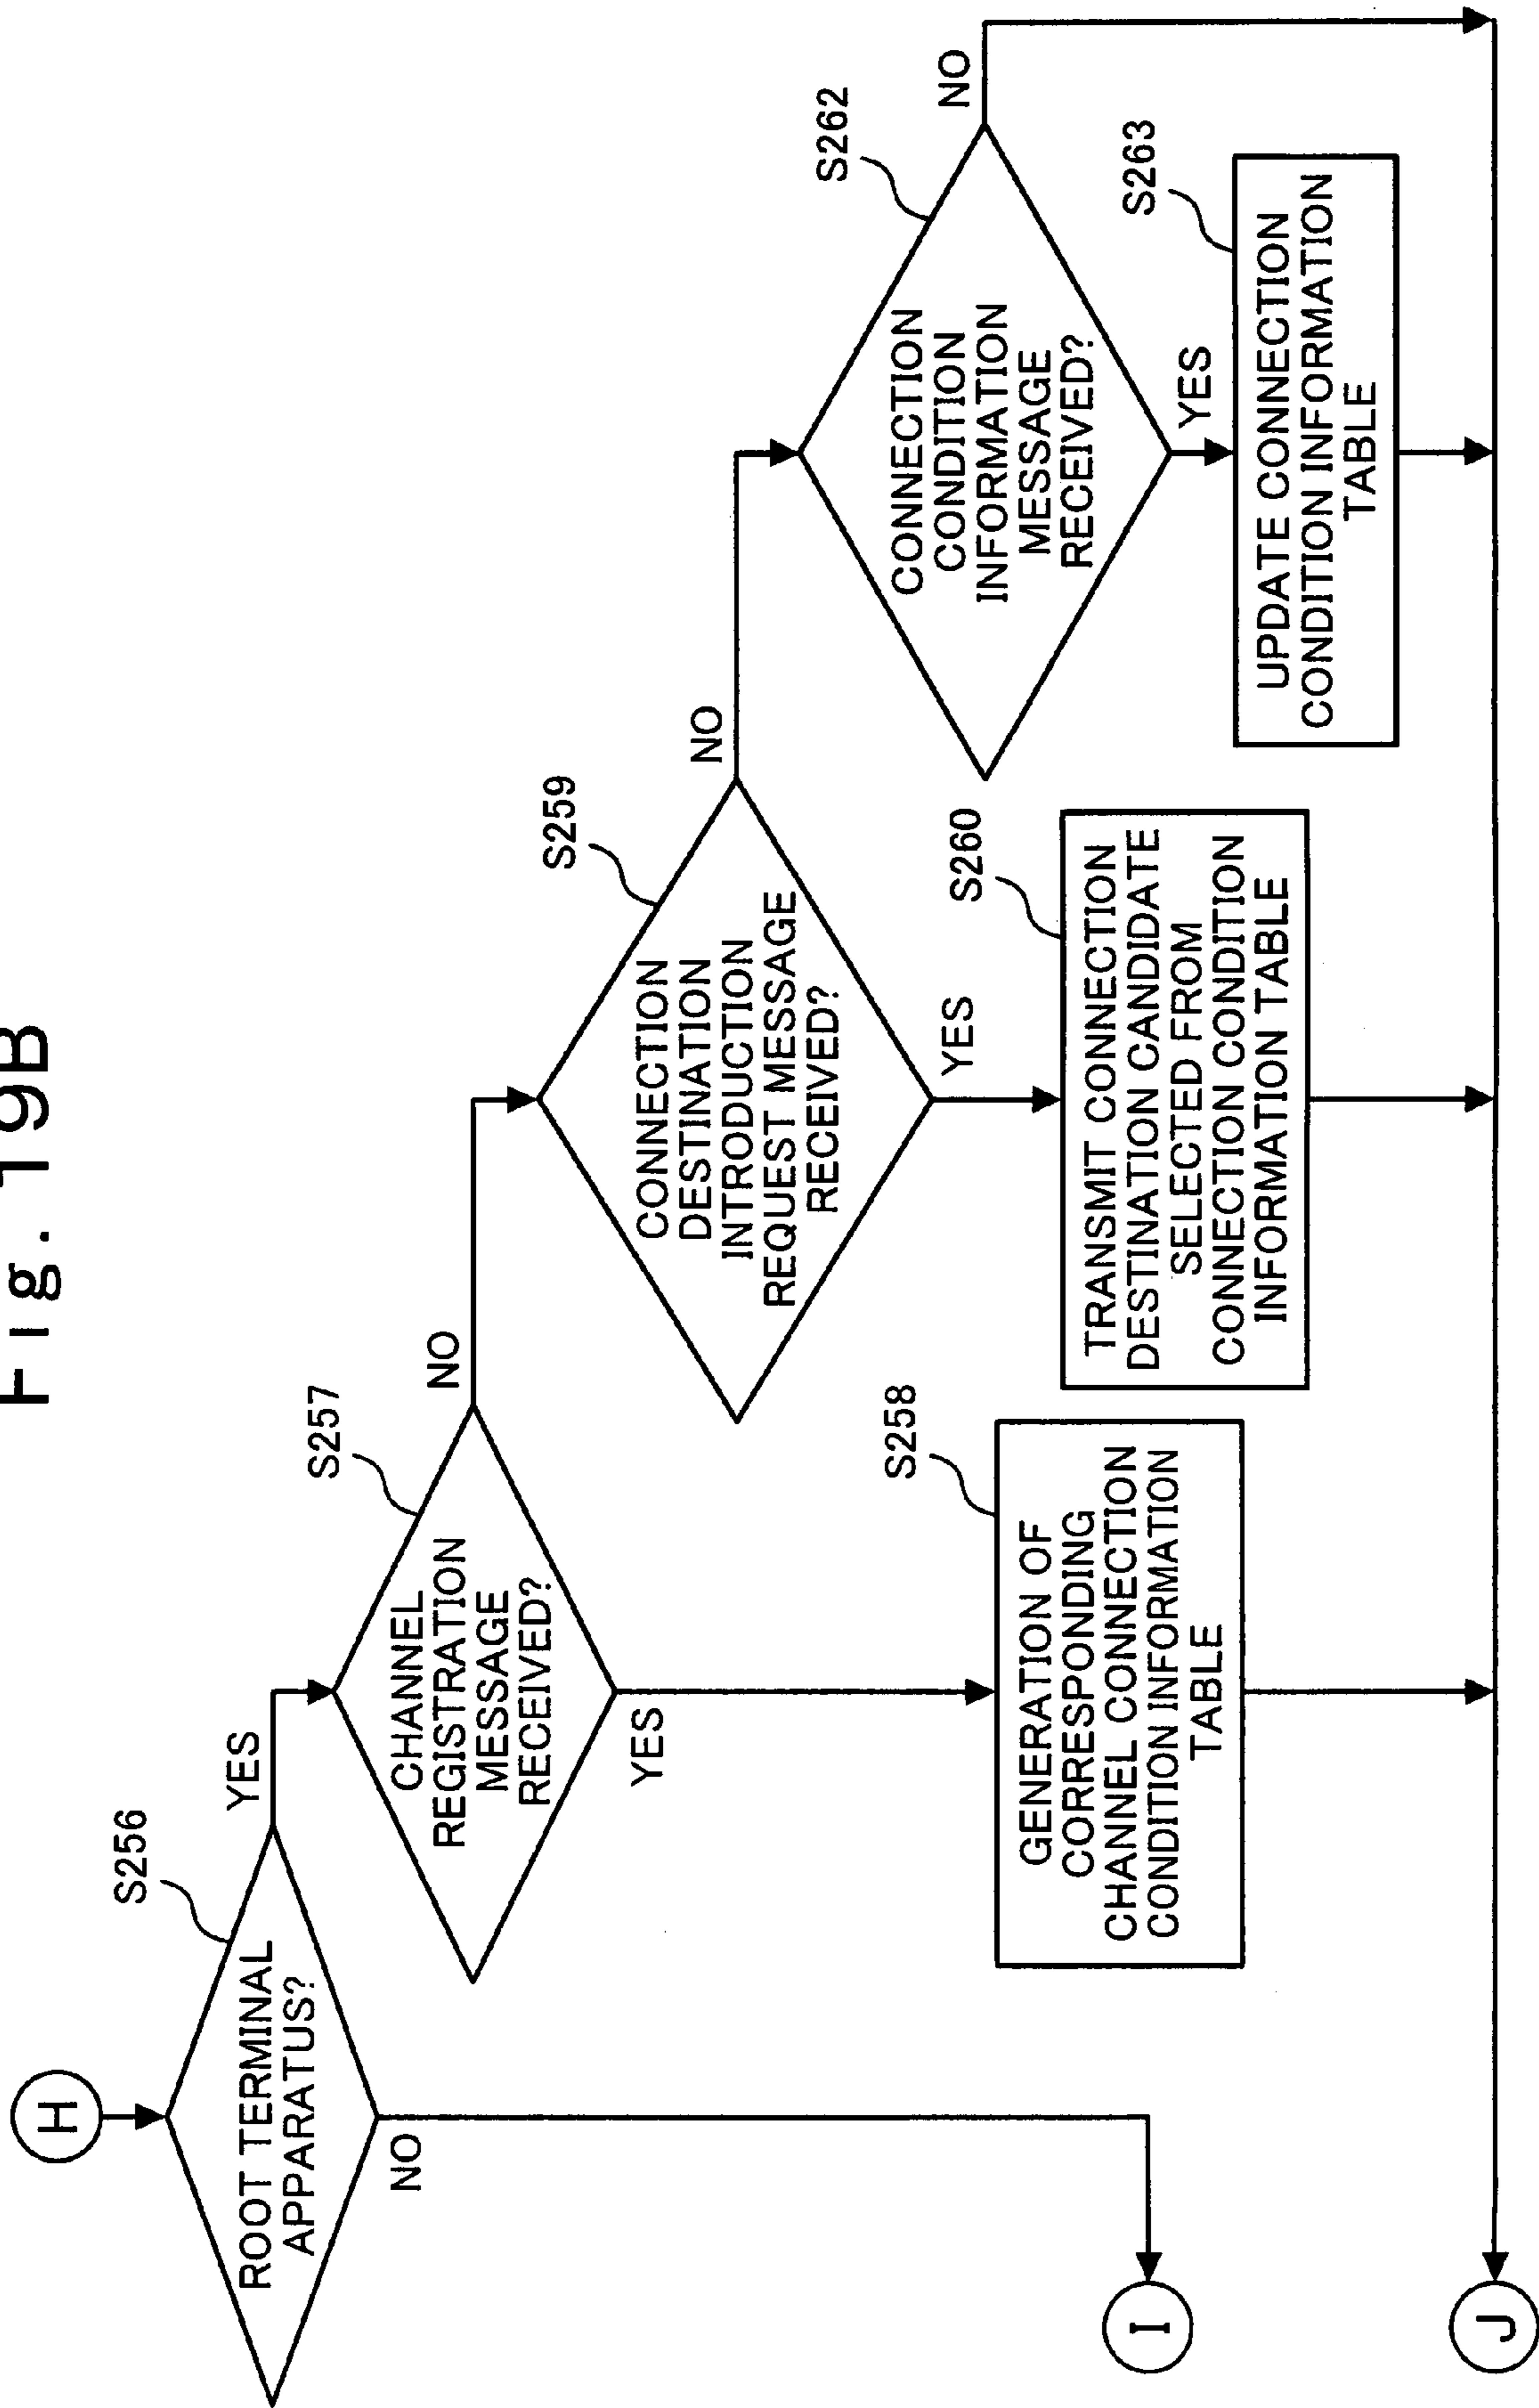 Fig. 19B
H
S256
ROOT TERMINAL
APPARATUS?
YES
NO
S257
CHANNEL
REGISTRATION
MESSAGE
RECEIVED?
NO
YES
S258
GENERATION OF
CORRESPONDING
CHANNEL CONNECTION
CONDITION INFORMATION
TABLE
S259
CONNECTION
DESTINATION
INTRODUCTION
REQUEST MESSAGE
RECEIVED?
NO
YES
S260
TRANSMIT CONNECTION
DESTINATION CANDIDATE
SELECTED FROM
CONNECTION CONDITION
INFORMATION TABLE
S262
CONNECTION
CONDITION
INFORMATION
MESSAGE
RECEIVED?
NO
YES
S263
UPDATE CONNECTION
CONDITION INFORMATION
TABLE
I
J